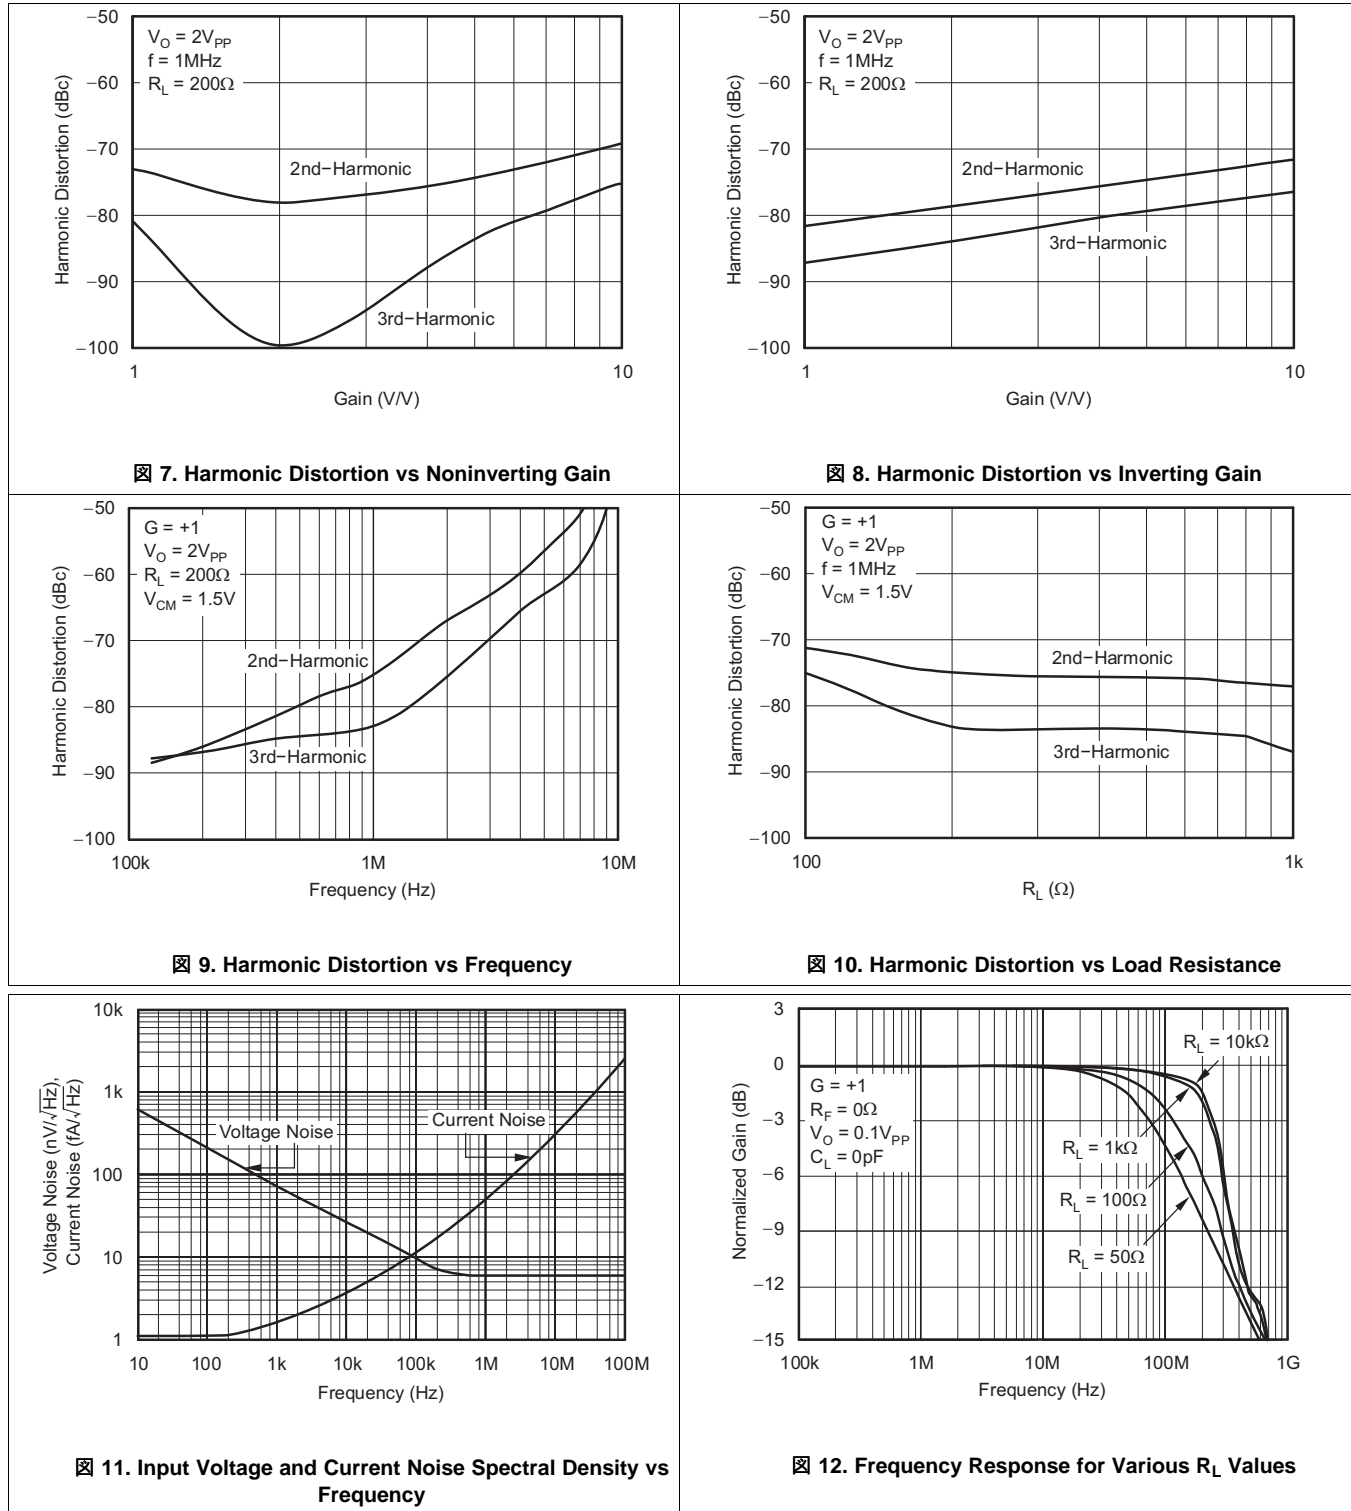 −50
−60
−70
−80
−90
−100
Harmonic Distortion (dBc)
V_O = 2V_PP
f = 1MHz
R_L = 200Ω
2nd−Harmonic
3rd−Harmonic
1
10
Gain (V/V)
図 7. Harmonic Distortion vs Noninverting Gain
−50
−60
−70
−80
−90
−100
Harmonic Distortion (dBc)
V_O = 2V_PP
f = 1MHz
R_L = 200Ω
2nd−Harmonic
3rd−Harmonic
1
10
Gain (V/V)
図 8. Harmonic Distortion vs Inverting Gain
−50
−60
−70
−80
−90
−100
Harmonic Distortion (dBc)
G = +1
V_O = 2V_PP
R_L = 200Ω
V_CM = 1.5V
2nd−Harmonic
3rd−Harmonic
100k
1M
10M
Frequency (Hz)
図 9. Harmonic Distortion vs Frequency
−50
−60
−70
−80
−90
−100
Harmonic Distortion (dBc)
G = +1
V_O = 2V_PP
f = 1MHz
V_CM = 1.5V
2nd−Harmonic
3rd−Harmonic
100
1k
R_L (Ω)
図 10. Harmonic Distortion vs Load Resistance
10k
1k
100
10
1
Voltage Noise (nV/√Hz),
Current Noise (fA/√Hz)
Voltage Noise
Current Noise
10
100
1k
10k
100k
1M
10M
100M
Frequency (Hz)
図 11. Input Voltage and Current Noise Spectral Density vs
Frequency
3
0
−3
−6
−9
−12
−15
Normalized Gain (dB)
G = +1
R_F = 0Ω
V_O = 0.1V_PP
C_L = 0pF
R_L = 10kΩ
R_L = 1kΩ
R_L = 100Ω
R_L = 50Ω
100k
1M
10M
100M
1G
Frequency (Hz)
図 12. Frequency Response for Various R_L Values